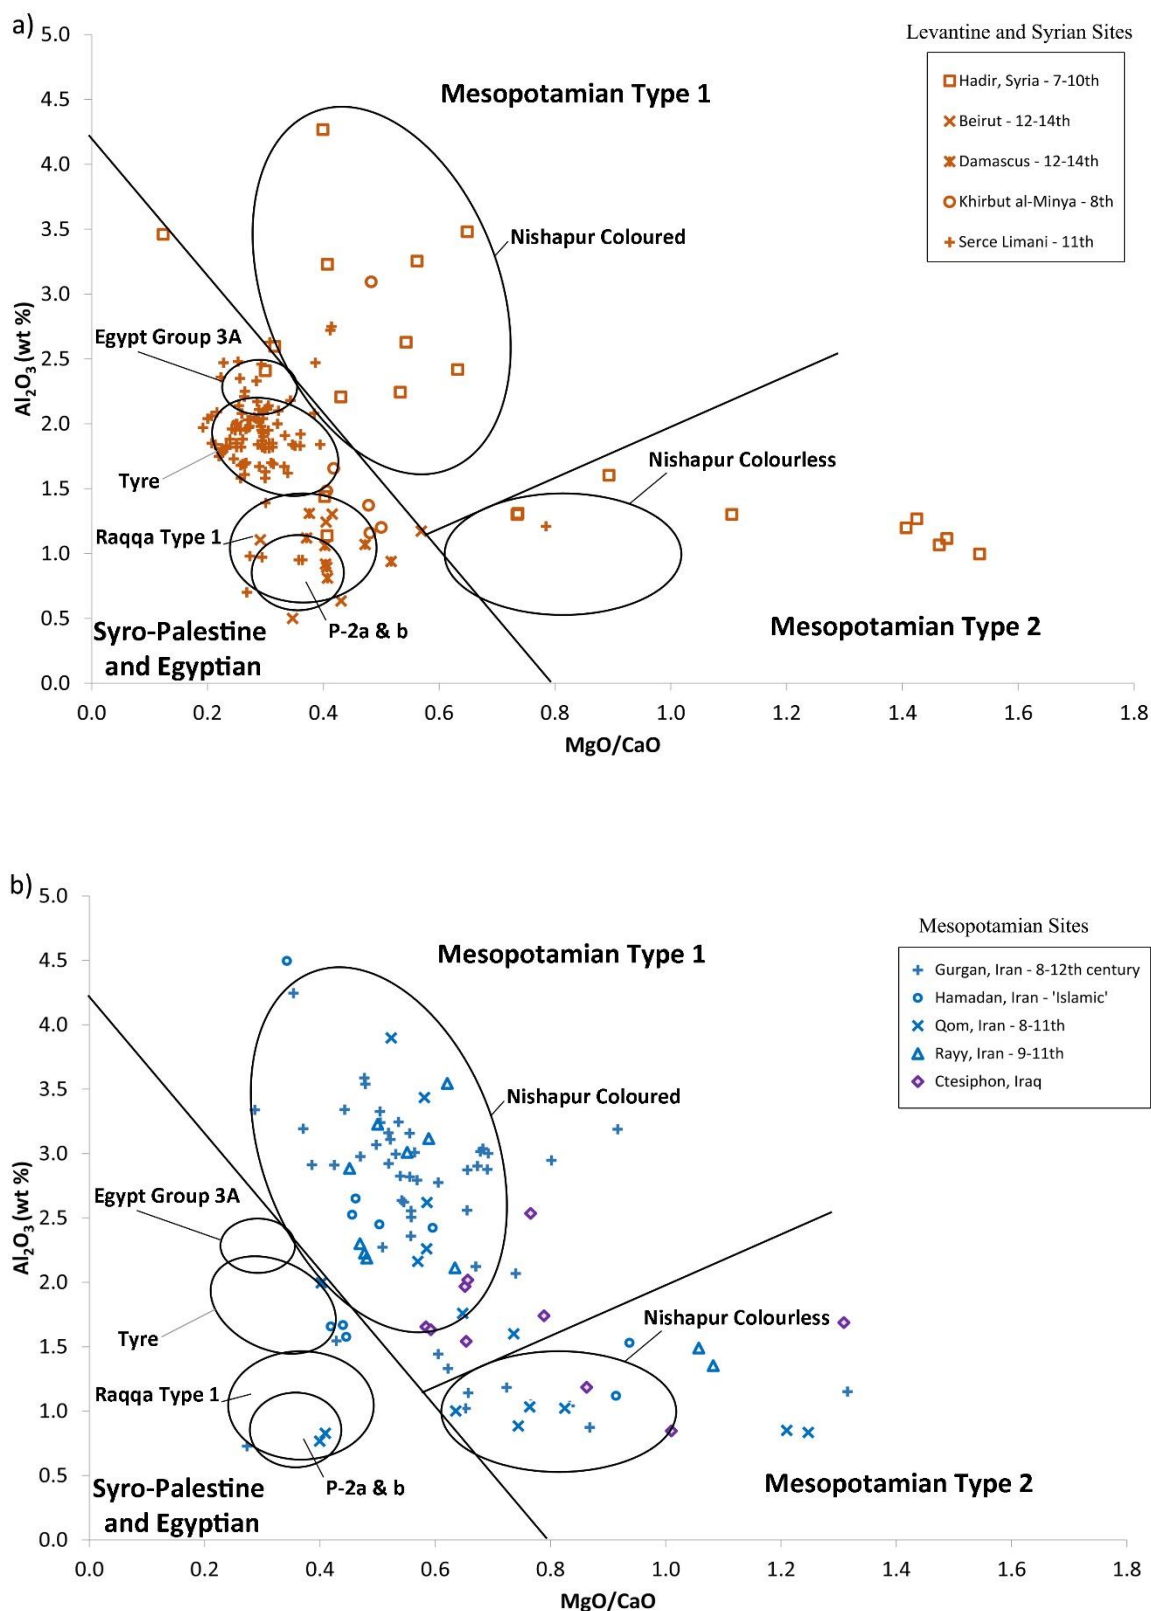 a)
Levantine and Syrian Sites
Hadir, Syria - 7-10th
Beirut - 12-14th
Damascus - 12-14th
Khirbut al-Minya - 8th
Serce Limani - 11th
Mesopotamian Type 1
Nishapur Coloured
Egypt Group 3A
Tyre
Nishapur Colourless
Raqqa Type 1
P-2a & b
Syro-Palestine
and Egyptian
Mesopotamian Type 2
Al₂O₃ (wt %)
5.0
4.5
4.0
3.5
3.0
2.5
2.0
1.5
1.0
0.5
0.0
0.0 0.2 0.4 0.6 0.8 1.0 1.2 1.4 1.6 1.8
MgO/CaO
b)
Mesopotamian Sites
Gurgan, Iran - 8-12th century
Hamadan, Iran - 'Islamic'
Qom, Iran - 8-11th
Rayy, Iran - 9-11th
Ctesiphon, Iraq
Mesopotamian Type 1
Nishapur Coloured
Egypt Group 3A
Tyre
Nishapur Colourless
Raqqa Type 1
P-2a & b
Syro-Palestine
and Egyptian
Mesopotamian Type 2
Al₂O₃ (wt %)
5.0
4.5
4.0
3.5
3.0
2.5
2.0
1.5
1.0
0.5
0.0
0.0 0.2 0.4 0.6 0.8 1.0 1.2 1.4 1.6 1.8
MgO/CaO